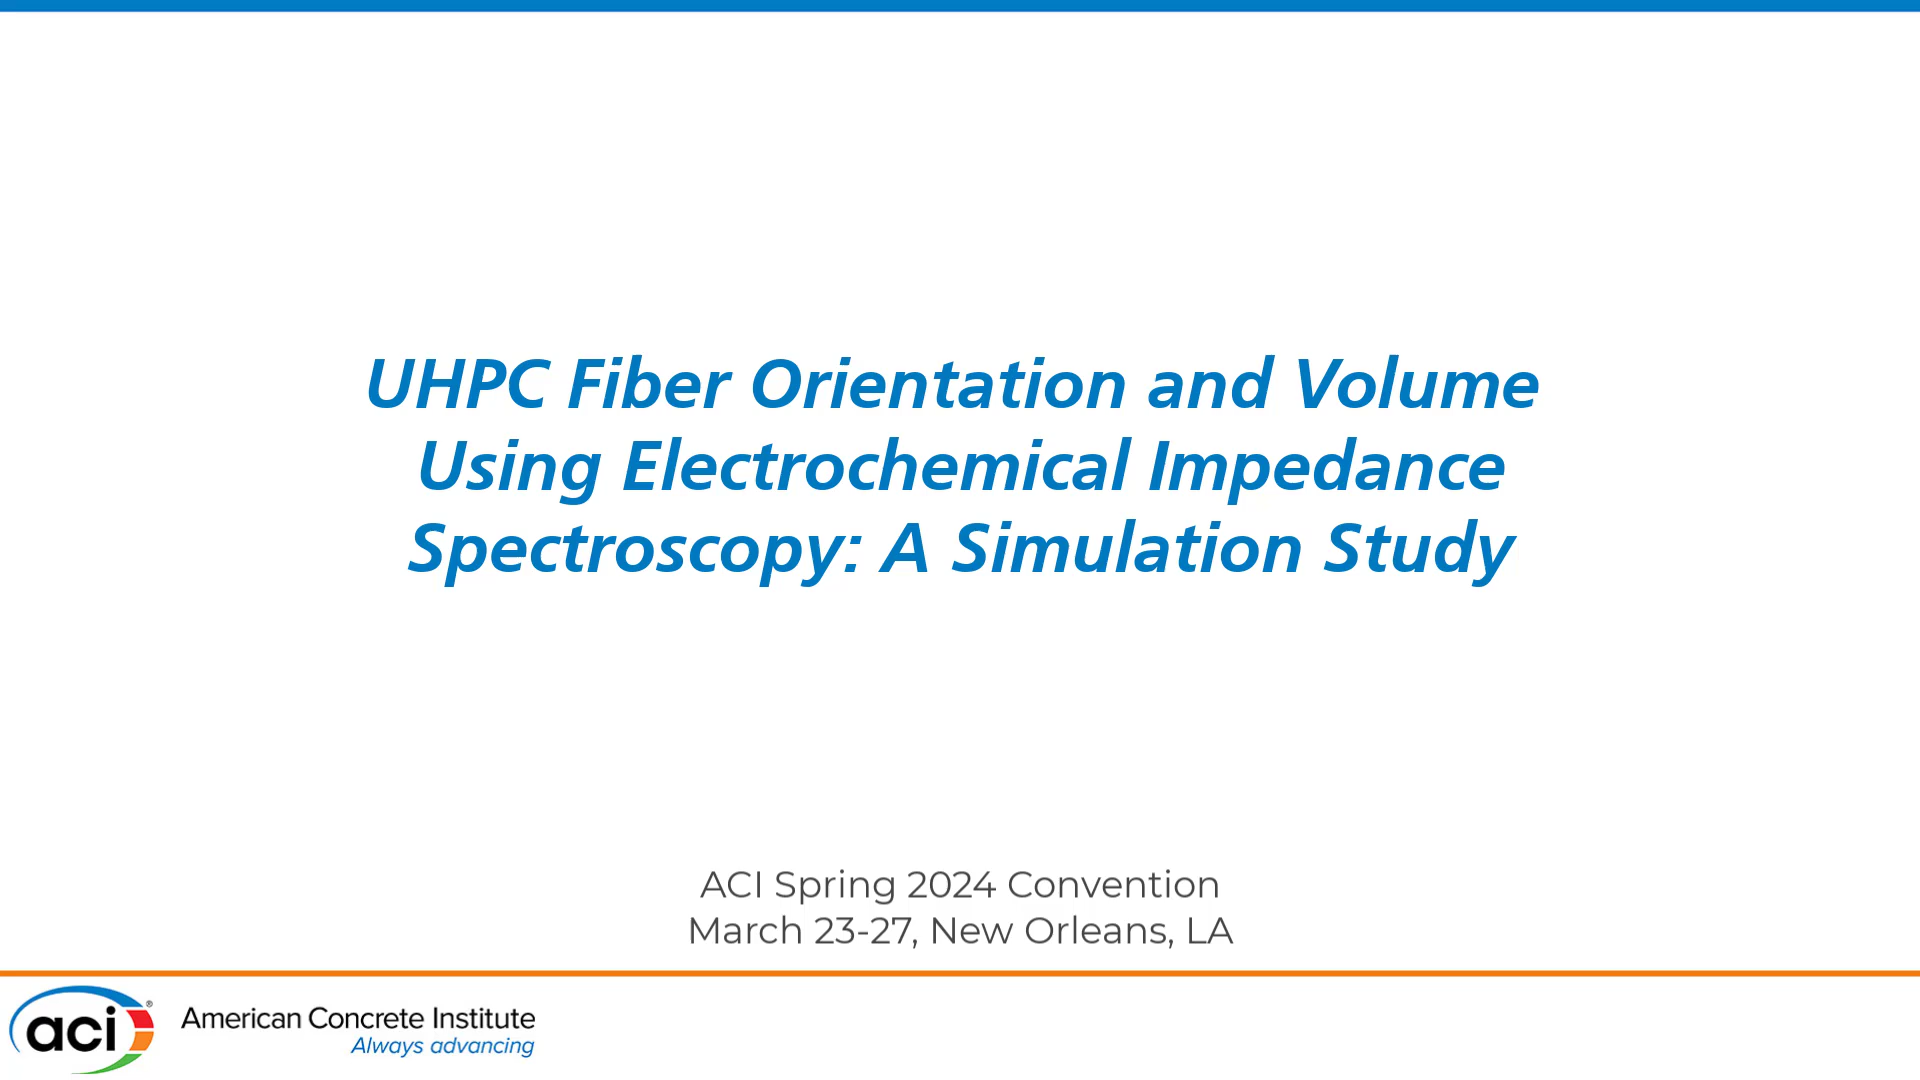 UHPC Fiber Orientation and Volume
Using Electrochemical Impedance
Spectroscopy: A Simulation Study
ACI Spring 2024 Convention
March 23-27, New Orleans, LA
aci®
American Concrete Institute
Always advancing